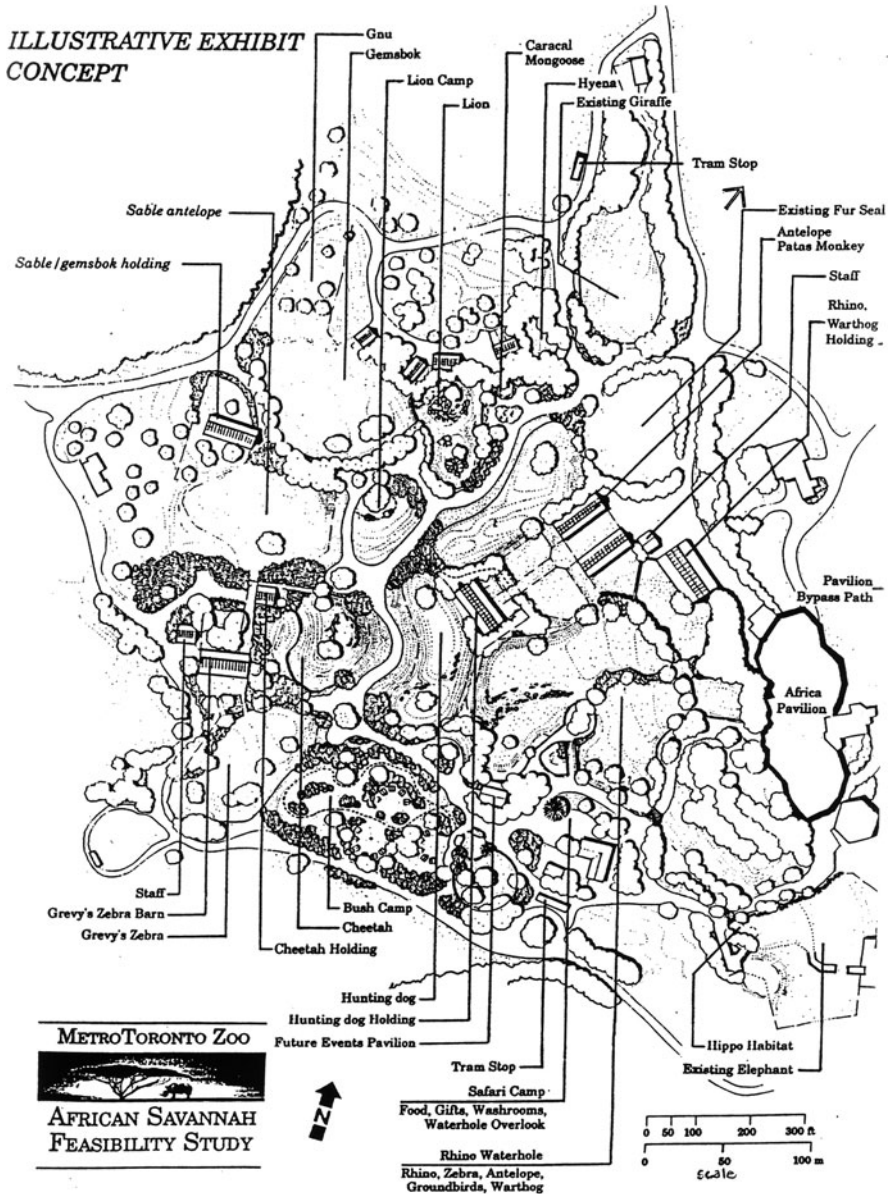 ILLUSTRATIVE EXHIBIT
CONCEPT
Gnu
Gemsbok
Lion Camp
Lion
Caracal
Mongoose
Hyena
Existing Giraffe
Tram Stop
Existing Fur Seal
Antelope
Patas Monkey
Staff
Rhino,
Warthog
Holding
Sable antelope
Sable/gemsbok holding
Pavilion
Bypass Path
Africa
Pavilion
Staff
Grevy's Zebra Barn
Grevy's Zebra
Bush Camp
Cheetah
Cheetah Holding
Hunting dog
Hunting dog Holding
Future Events Pavilion
Tram Stop
Safari Camp
Food, Gifts, Washrooms,
Waterhole Overlook
Rhino Waterhole
Rhino, Zebra, Antelope,
Groundbirds, Warthog
Hippo Habitat
Existing Elephant
METROTORONTO ZOO
AFRICAN SAVANNAH
FEASIBILITY STUDY
N
0 50 100 200 300 ft
0 50 100 m
scale